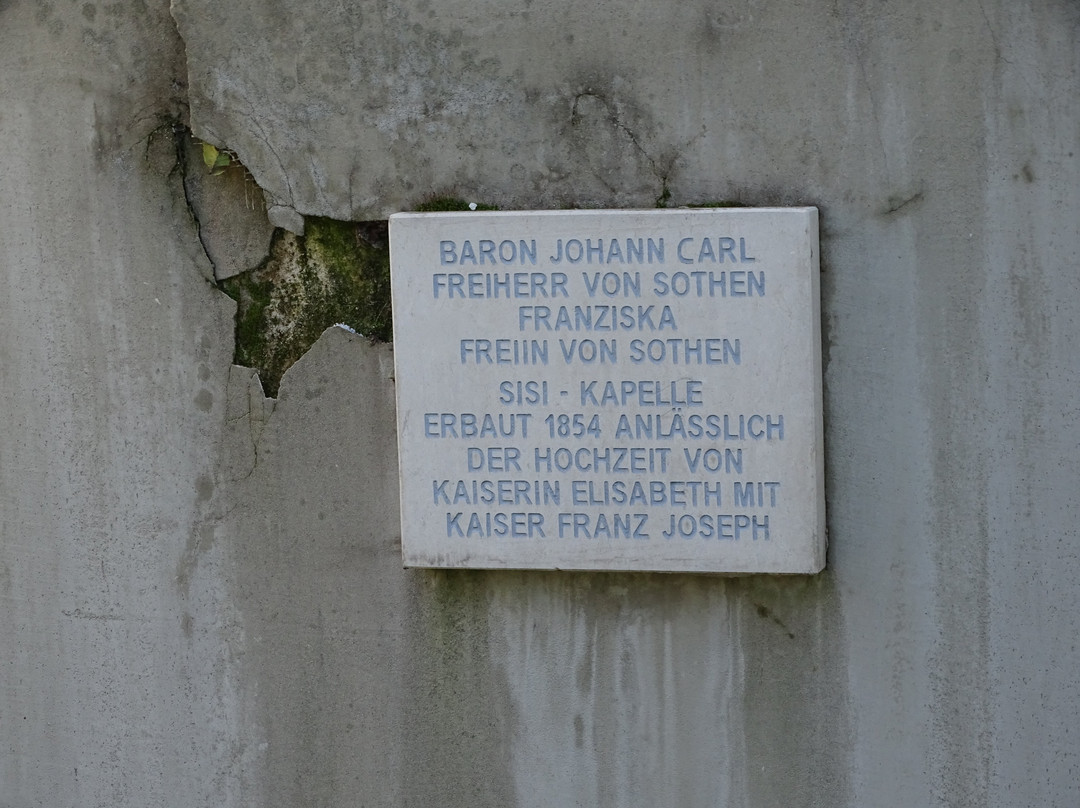 BARON JOHANN CARL
FREIHERR VON SOTHEN
FRANZISKA
FREIIN VON SOTHEN
SISI - KAPELLE
ERBAUT 1854 ANLÄSSLICH
DER HOCHZEIT VON
KAISERIN ELISABETH MIT
KAISER FRANZ JOSEPH